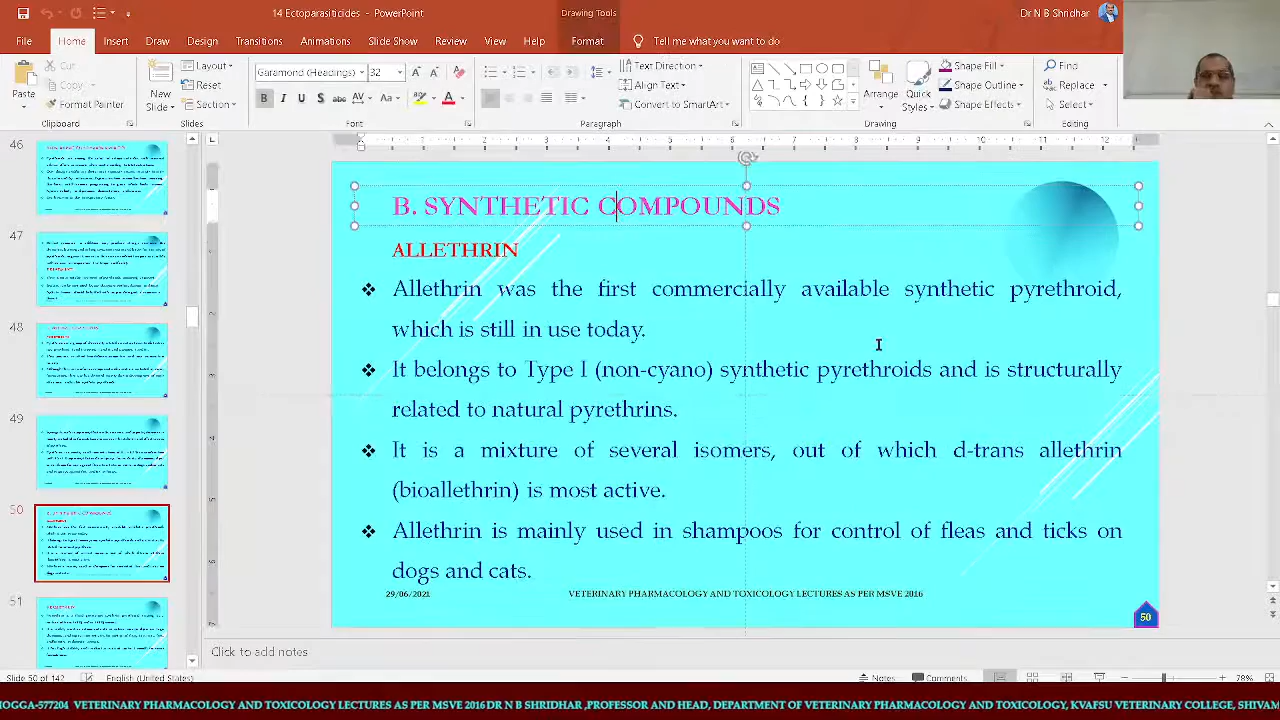 14 Ectoparasiticides - PowerPoint
Drawing Tools
Dr N B Shridhar
File Home Insert Draw Design Transitions Animations Slide Show Review View Help Format Tell me what you want to do
Cut
Copy
Format Painter
Paste
Clipboard
New Slide
Layout
Reset
Section
Slides
Garamond (Headings) 32
B I U S abc AV Aa A
Font
Text Direction
Align Text
Convert to SmartArt
Paragraph
Arrange
Quick Styles
Shape Fill
Shape Outline
Shape Effects
Drawing
Find
Replace
Select
Editing
46
47
48
49
50
51
B. SYNTHETIC COMPOUNDS
ALLETHRIN
❖ Allethrin was the first commercially available synthetic pyrethroid,
which is still in use today.
❖ It belongs to Type I (non-cyano) synthetic pyrethroids and is structurally
related to natural pyrethrins.
❖ It is a mixture of several isomers, out of which d-trans allethrin
(bioallethrin) is most active.
❖ Allethrin is mainly used in shampoos for control of fleas and ticks on
dogs and cats.
29/06/2021 VETERINARY PHARMACOLOGY AND TOXICOLOGY LECTURES AS PER MSVE 2016
50
Click to add notes
Slide 50 of 142 English (United States) Notes Comments 78%
HOGGA-577204 VETERINARY PHARMACOLOGY AND TOXICOLOGY LECTURES AS PER MSVE 2016 DR N B SHRIDHAR ,PROFESSOR AND HEAD, DEPARTMENT OF VETERINARY PHARMACOLOGY AND TOXICOLOGY, KVAFSU VETERINARY COLLEGE, SHIVAM